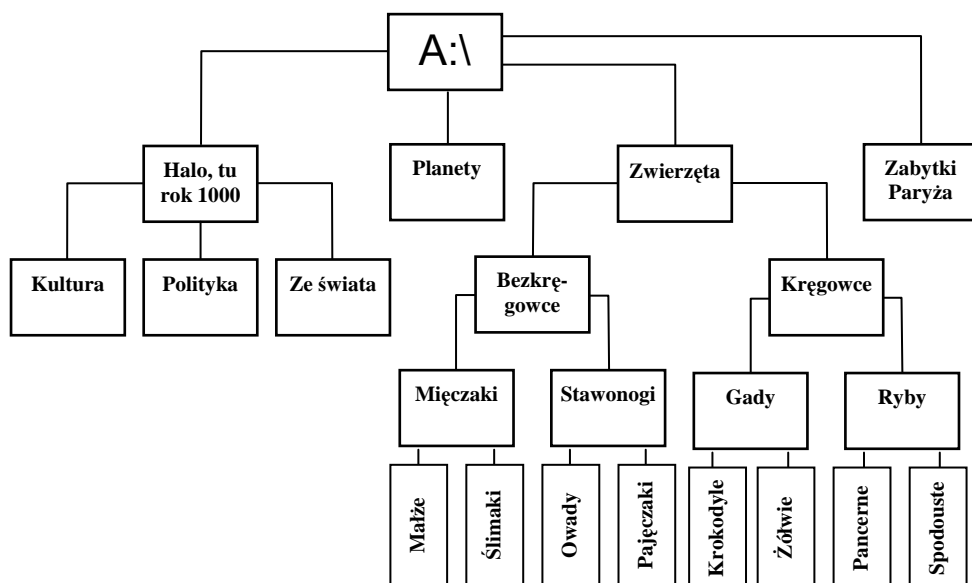 A:\
Halo, tu
rok 1000
Planety
Zwierzęta
Zabytki
Paryża
Kultura
Polityka
Ze świata
Bezkrę-
gowce
Kręgowce
Mięczaki
Stawonogi
Gady
Ryby
Małże
Ślimaki
Owady
Pajęczaki
Krokodyle
Żółwie
Pancerne
Spodouste